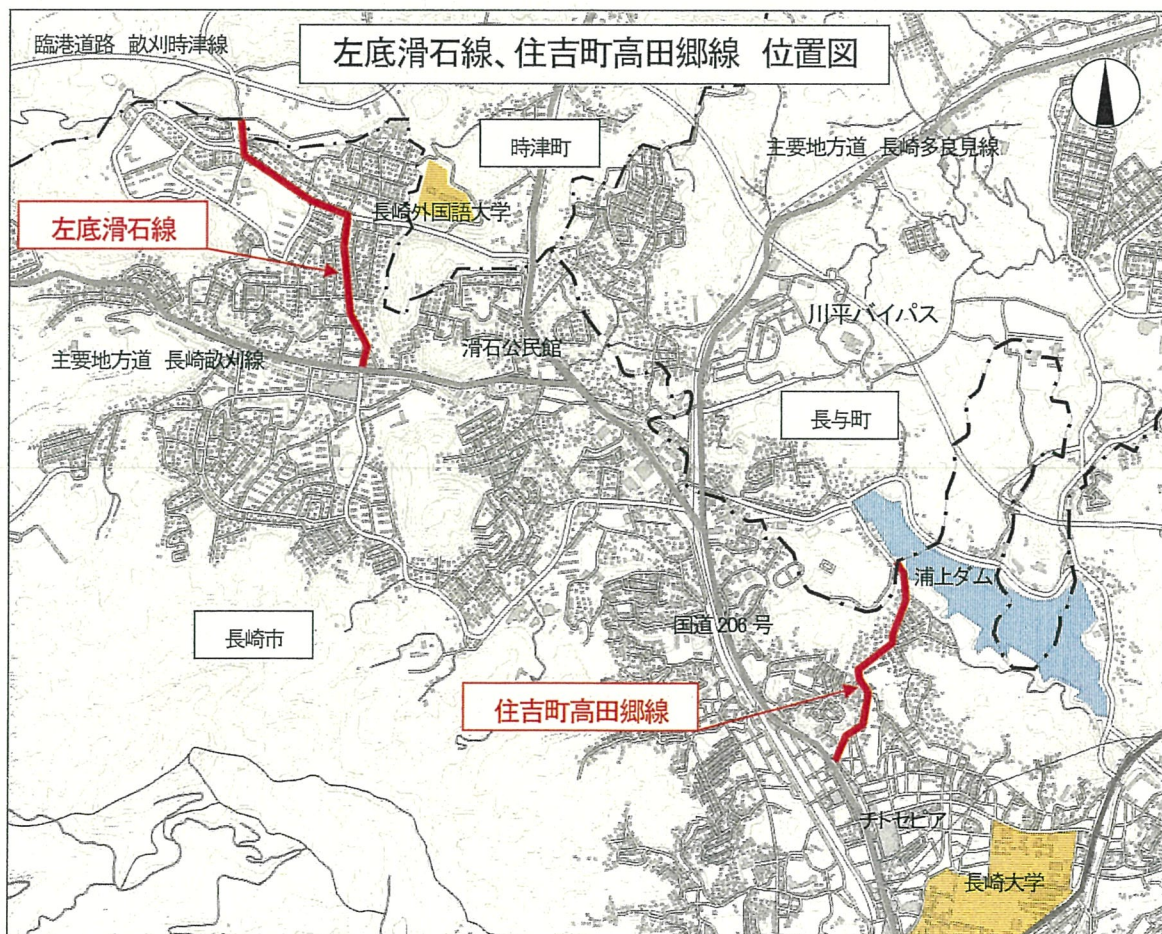 臨港道路 畝刈時津線
左底滑石線、住吉町高田郷線 位置図
時津町
主要地方道 長崎多良見線
長崎外国語大学
左底滑石線
川平バイパス
滑石公民館
主要地方道 長崎畝刈線
長与町
浦上ダム
国道206号
長崎市
住吉町高田郷線
チトセピア
長崎大学